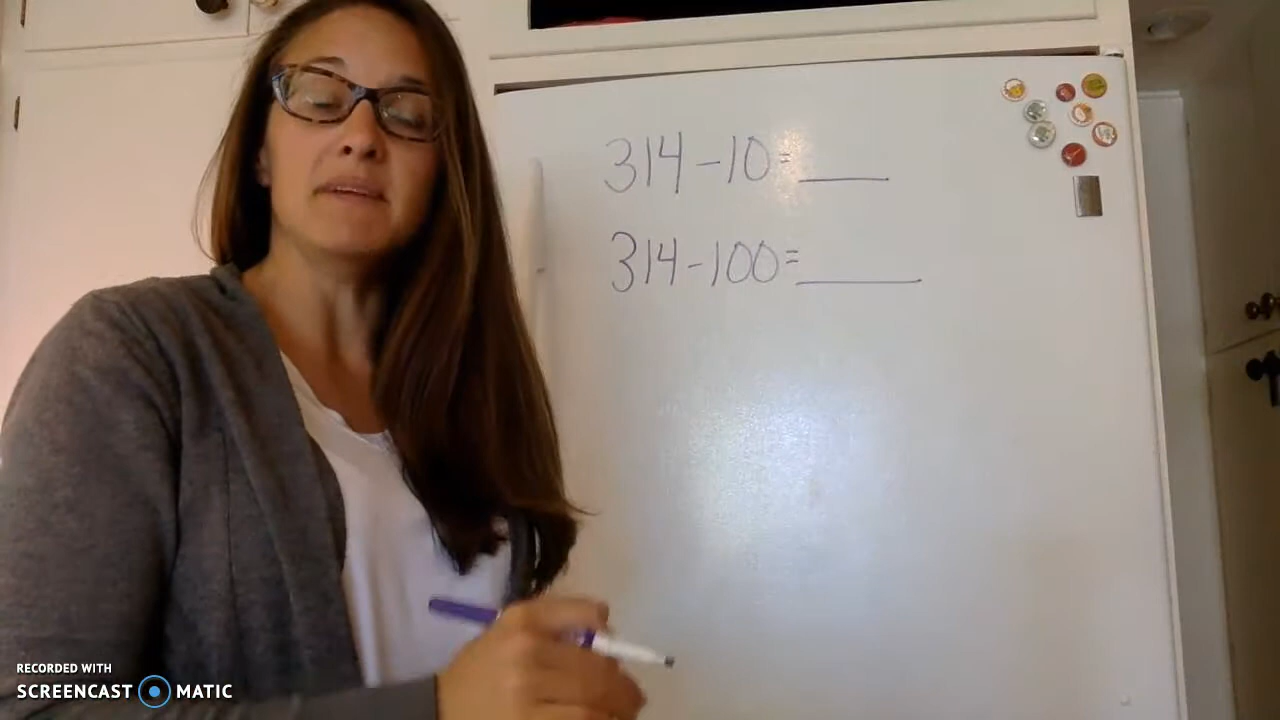 314-10=____
314-100=____
RECORDED WITH
SCREENCAST MATIC